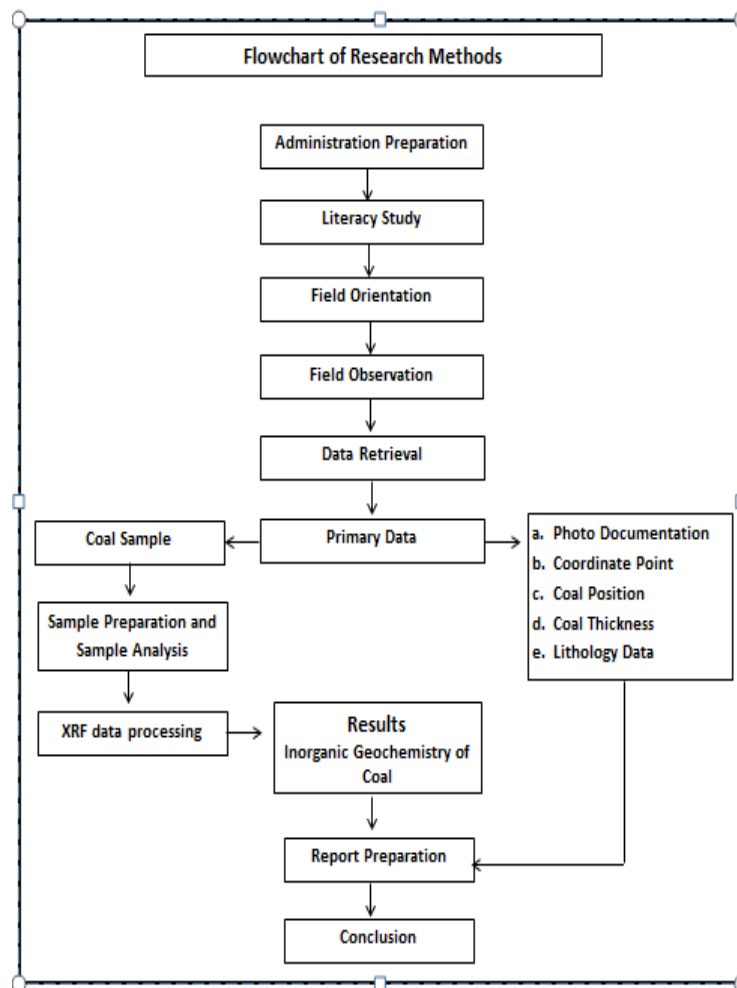 Flowchart of Research Methods
Administration Preparation
Literacy Study
Field Orientation
Field Observation
Data Retrieval
Primary Data
Coal Sample
a. Photo Documentation
b. Coordinate Point
c. Coal Position
d. Coal Thickness
e. Lithology Data
Sample Preparation and
Sample Analysis
XRF data processing
Results
Inorganic Geochemistry of
Coal
Report Preparation
Conclusion